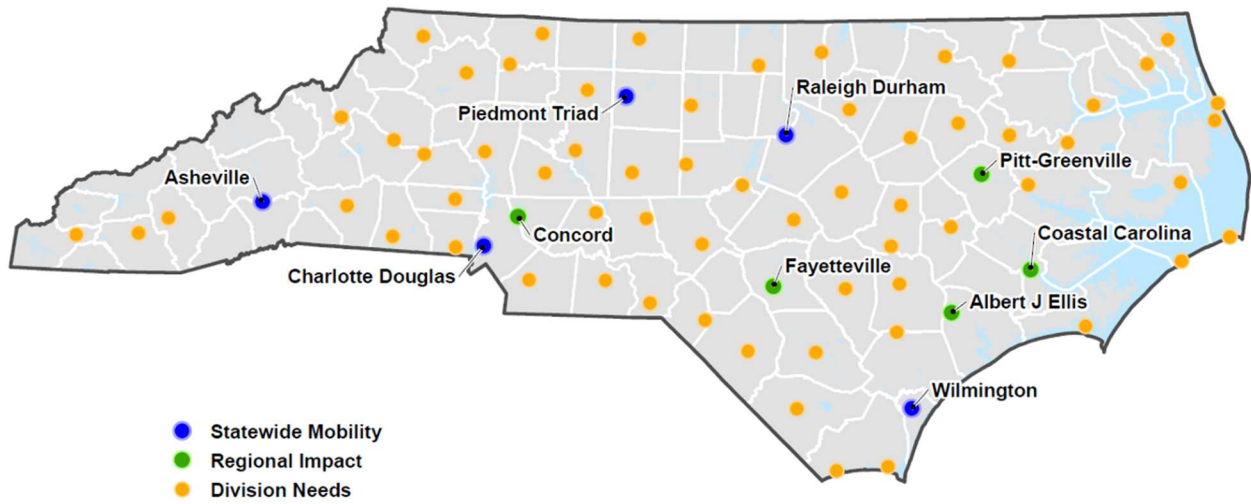 Raleigh Durham
Piedmont Triad
Pitt-Greenville
Asheville
Concord
Coastal Carolina
Fayetteville
Charlotte Douglas
Albert J Ellis
Wilmington
Statewide Mobility
Regional Impact
Division Needs